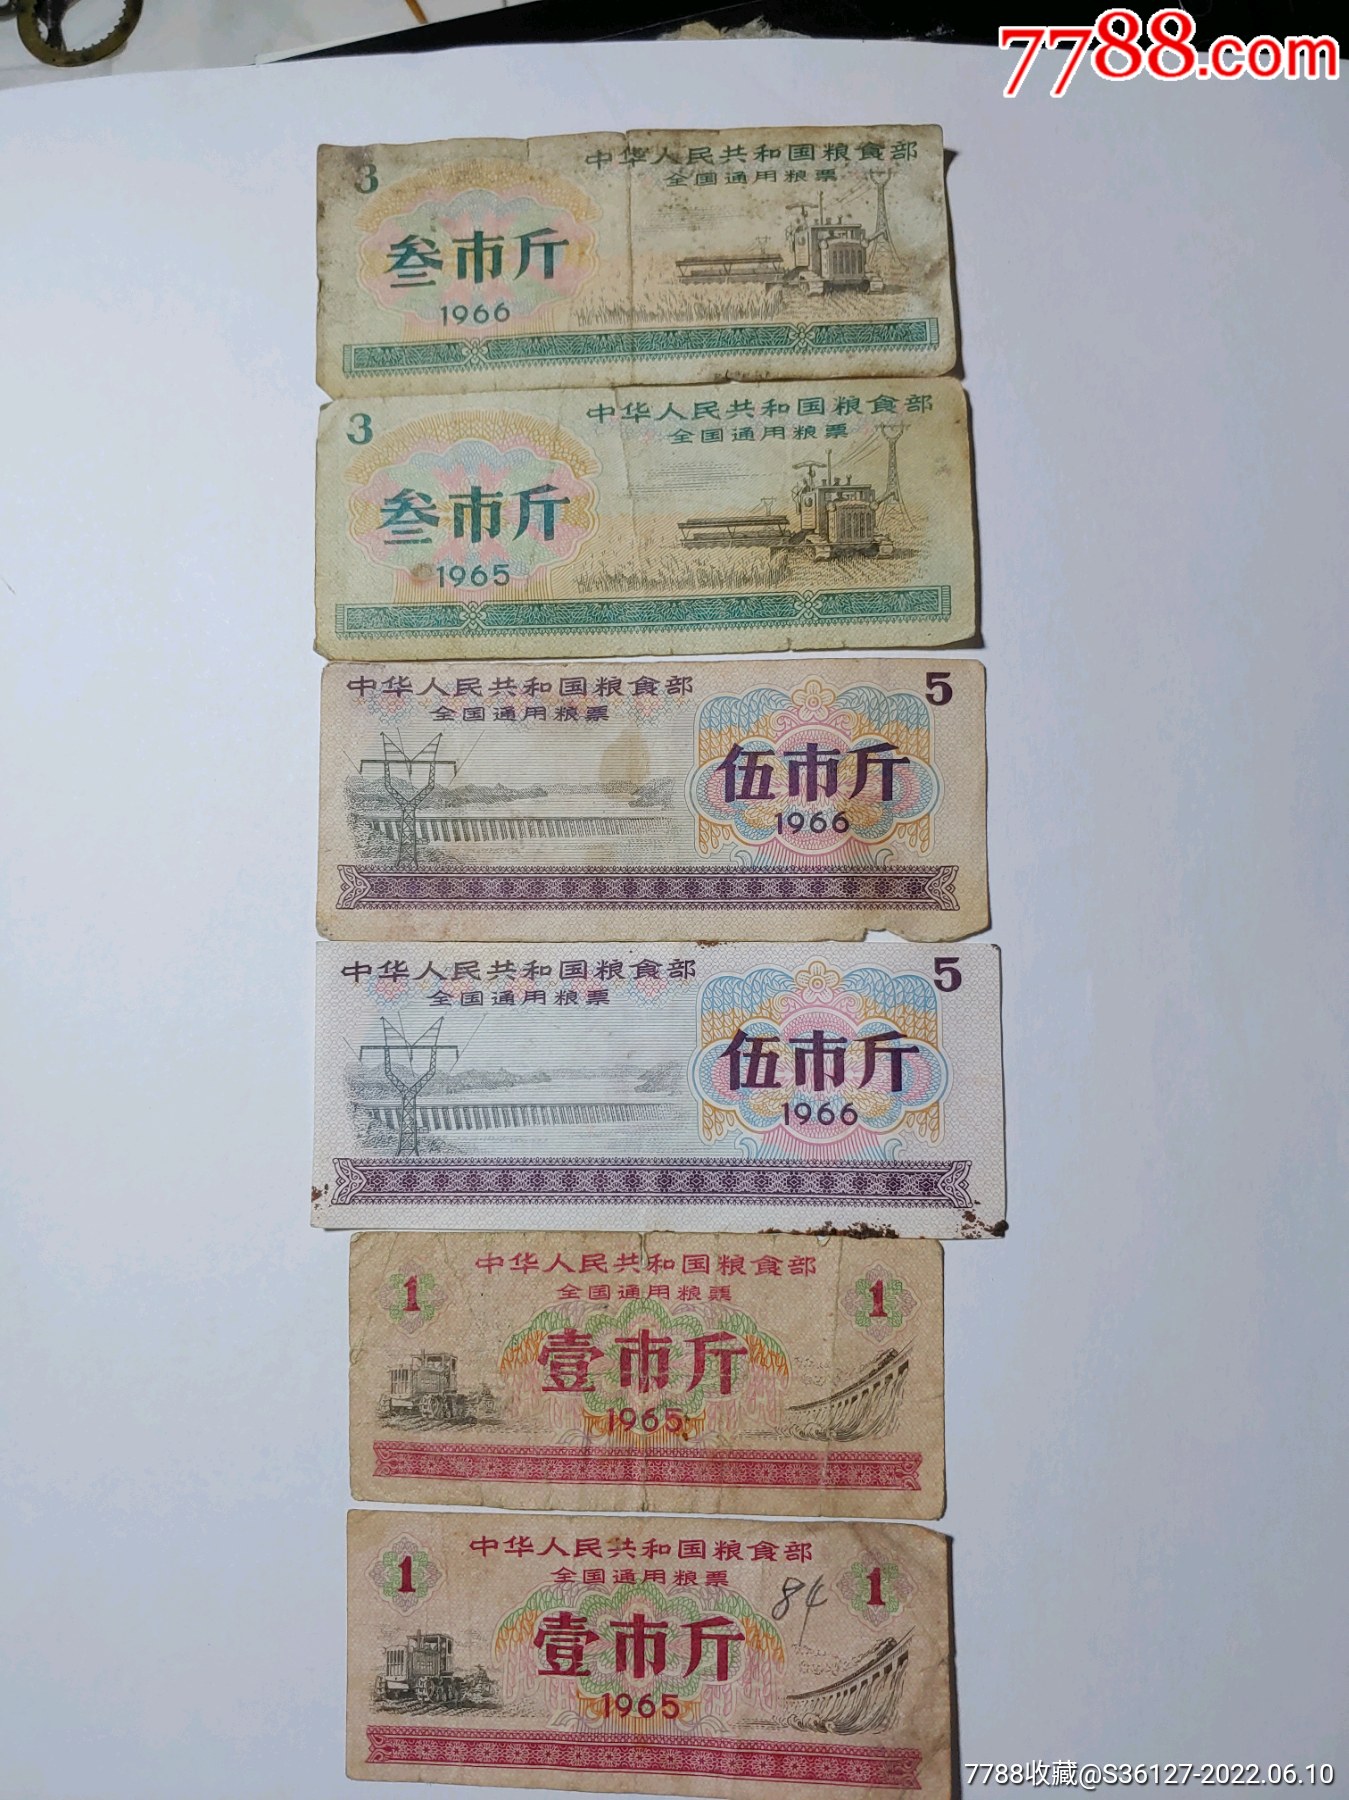 7788.com
3
中华人民共和国粮食部
全国通用粮票
叁市斤
1966
3
中华人民共和国粮食部
全国通用粮票
叁市斤
1965
中华人民共和国粮食部
5
全国通用粮票
伍市斤
1966
中华人民共和国粮食部
5
全国通用粮票
伍市斤
1966
中华人民共和国粮食部
1
全国通用粮票
1
壹市斤
1965
中华人民共和国粮食部
1
全国通用粮票
84
1
壹市斤
1965
7788收藏@S36127-2022.06.10